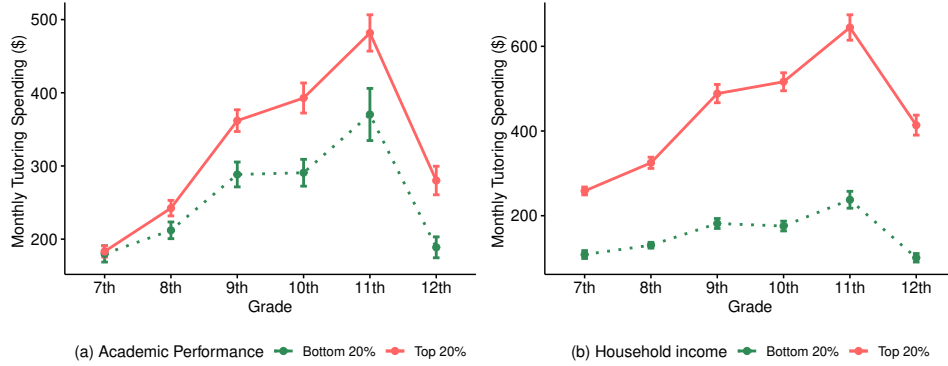 Monthly Tutoring Spending ($)
500
400
300
200
7th 8th 9th 10th 11th 12th
Grade
(a) Academic Performance Bottom 20% Top 20%
Monthly Tutoring Spending ($)
600
400
200
7th 8th 9th 10th 11th 12th
Grade
(b) Household income Bottom 20% Top 20%